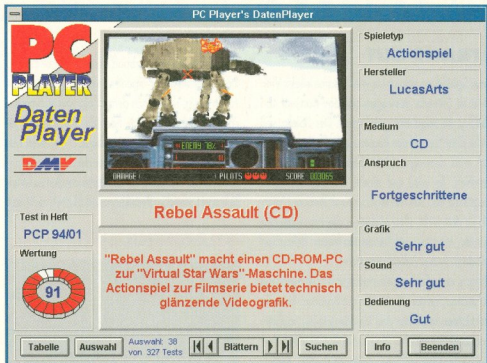 PC Player's DatenPlayer
PC
PLAYER
Daten
Player
DMV
Test in Heft
PCP 94/01
Wertung
91
ENEMY 78%
DAMAGE
PILOTS
SCORE 003065
Rebel Assault (CD)
"Rebel Assault" macht einen CD-ROM-PC
zur "Virtual Star Wars"-Maschine. Das
Actionspiel zur Filmserie bietet technisch
glänzende Videografik.
Spieletyp
Actionspiel
Hersteller
LucasArts
Medium
CD
Anspruch
Fortgeschrittene
Grafik
Sehr gut
Sound
Sehr gut
Bedienung
Gut
Tabelle
Auswahl
Auswahl: 38
von 327 Tests
Blättern
Suchen
Info
Beenden